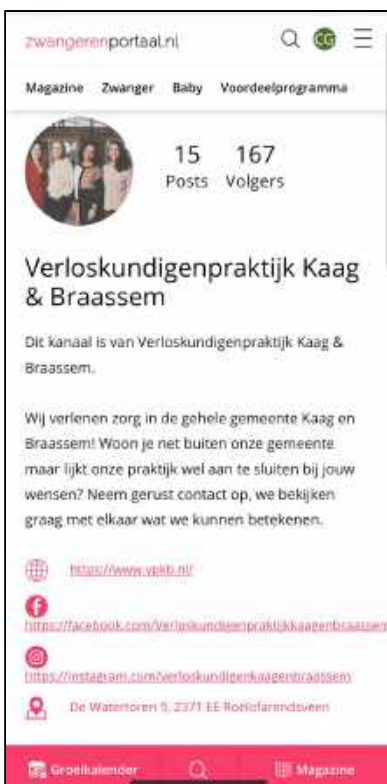 zwangerenportaal.nl
CG
Magazine Zwanger Baby Voordeelprogramma
15 167
Posts Volgers
Verloskundigenpraktijk Kaag
& Braassem
Dit kanaal is van Verloskundigenpraktijk Kaag &
Braassem.
Wij verlenen zorg in de gehele gemeente Kaag en
Braassem! Woon je net buiten onze gemeente
maar lijkt onze praktijk wel aan te sluiten bij jouw
wensen? Neem gerust contact op, we bekijken
graag met elkaar wat we kunnen betekenen.
https://www.vpkb.nl/
https://facebook.com/Verloskundigenpraktijkkaagenbraassem
https://instagram.com/verloskundigenkaagenbraassem
De Watertoren 5, 2371 EE Roelofarendsveen
Groeikalender Magazine